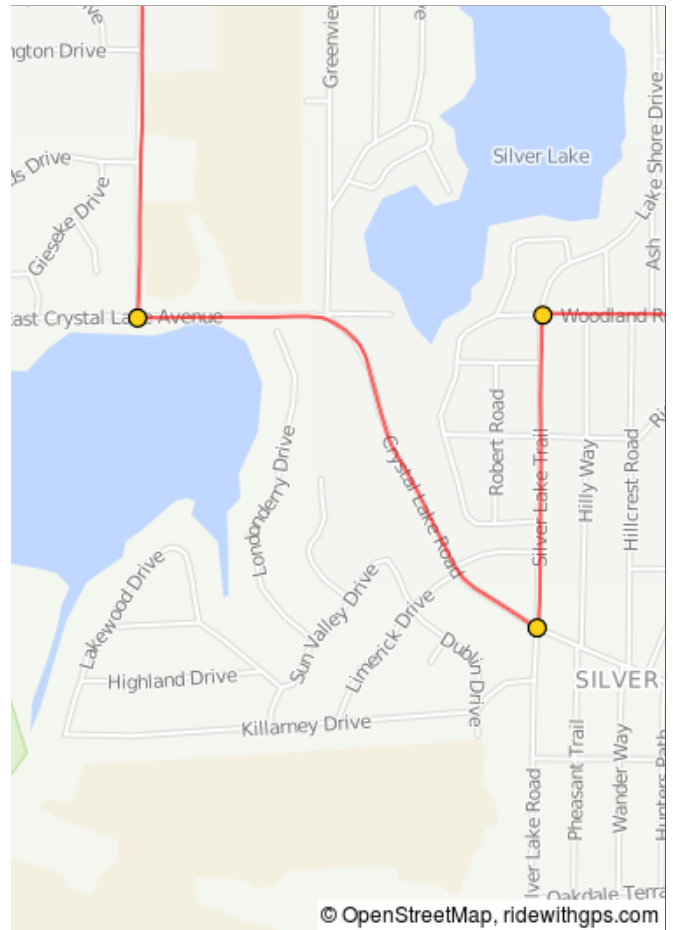 ngton Drive
Greenview
Silver Lake
Lake Shore Drive
ds Drive
Gieseke Drive
Ash
East Crystal Lake Avenue
Woodland R
Ri
Robert Road
Crystal Lake Road
Silver Lake Trail
Hilly Way
Hillcrest Road
Londonderry Drive
Lakewood Drive
Sun Valley Drive
Limerick Drive
Dublin Drive
Highland Drive
SILVER
Killarney Drive
Pheasant Trail
Wander Way
Hunters Path
lver Lake Road
Oakdale Terra
© OpenStreetMap, ridewithgps.com